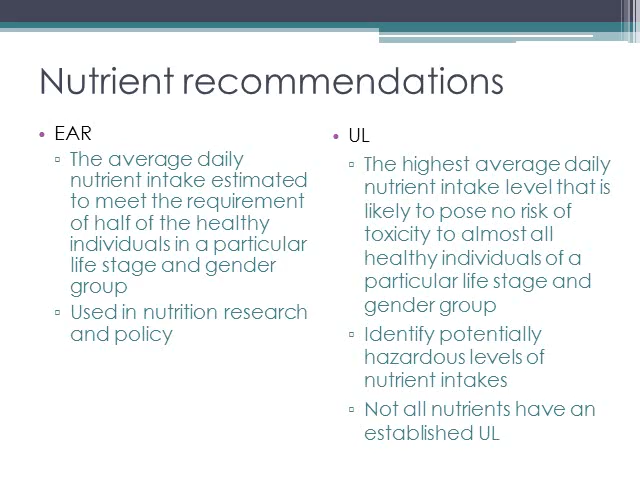 Nutrient recommendations
• EAR
▫ The average daily
nutrient intake estimated
to meet the requirement
of half of the healthy
individuals in a particular
life stage and gender
group
▫ Used in nutrition research
and policy
• UL
▫ The highest average daily
nutrient intake level that is
likely to pose no risk of
toxicity to almost all
healthy individuals of a
particular life stage and
gender group
▫ Identify potentially
hazardous levels of
nutrient intakes
▫ Not all nutrients have an
established UL